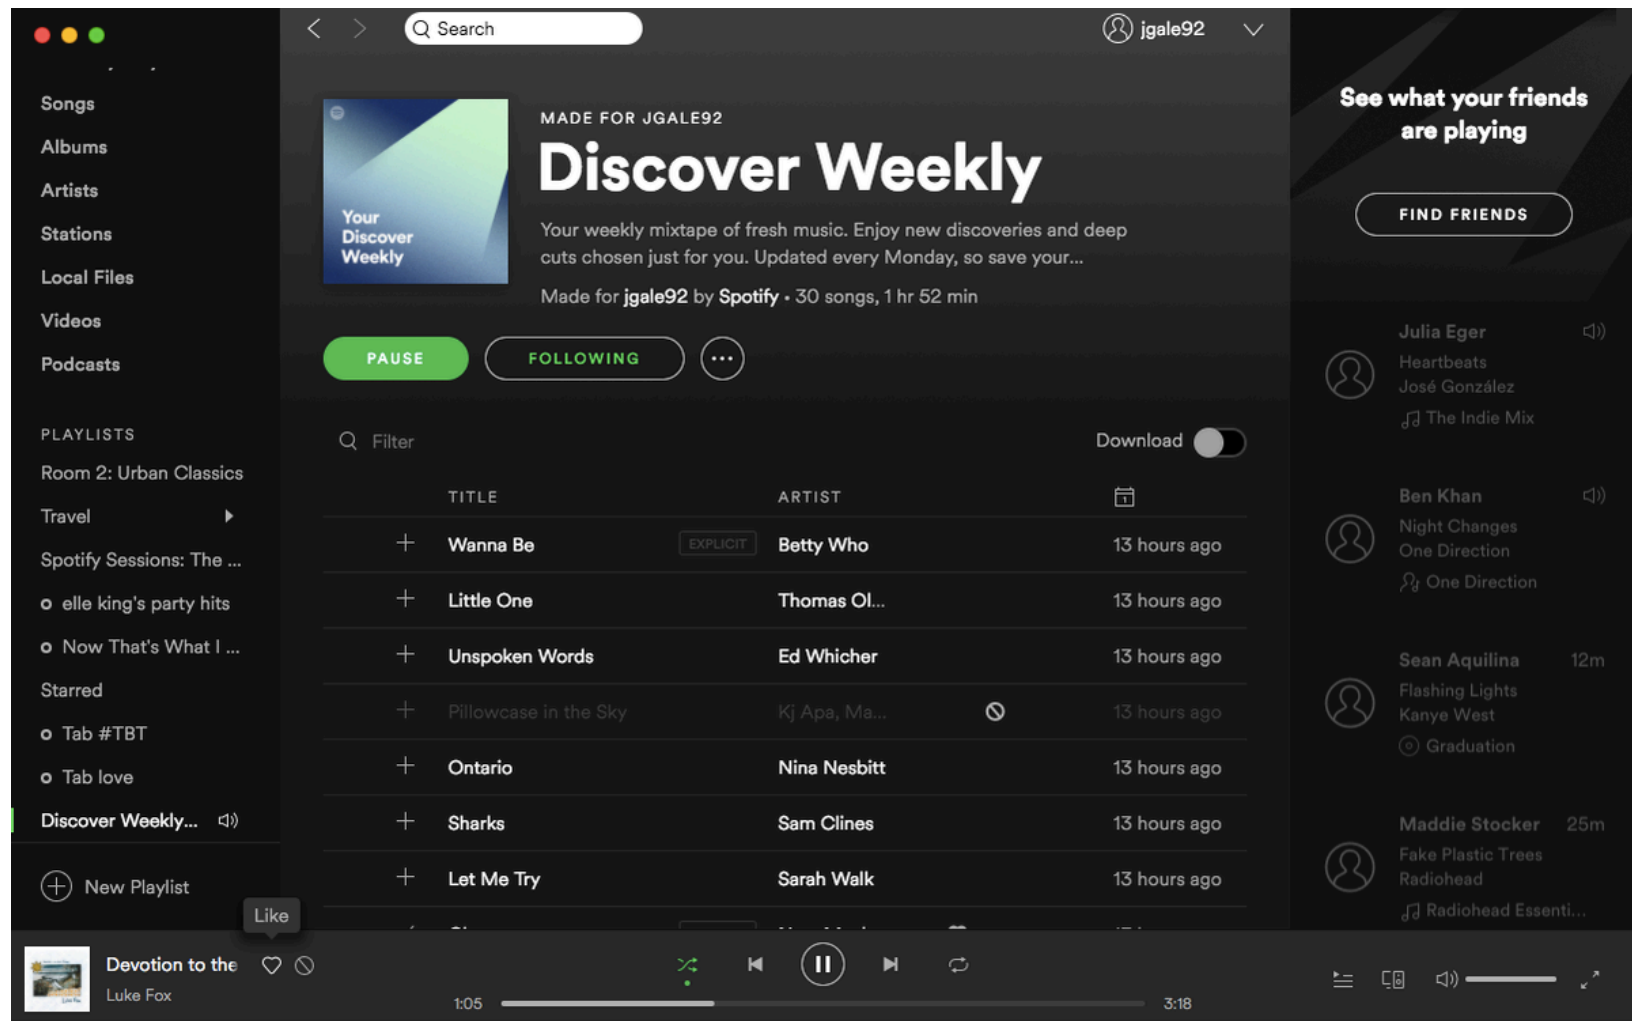 Search
jgale92
Songs
Albums
Artists
Stations
Local Files
Videos
Podcasts
PLAYLISTS
Room 2: Urban Classics
Travel
Spotify Sessions: The ...
elle king's party hits
Now That's What I ...
Starred
Tab #TBT
Tab love
Discover Weekly...
New Playlist
Your
Discover
Weekly
MADE FOR JGALE92
Discover Weekly
Your weekly mixtape of fresh music. Enjoy new discoveries and deep
cuts chosen just for you. Updated every Monday, so save your...
Made for jgale92 by Spotify • 30 songs, 1 hr 52 min
PAUSE
FOLLOWING
Filter
Download
TITLE
ARTIST
Wanna Be EXPLICIT Betty Who 13 hours ago
Little One Thomas Ol... 13 hours ago
Unspoken Words Ed Whicher 13 hours ago
Pillowcase in the Sky Kj Apa, Ma... 13 hours ago
Ontario Nina Nesbitt 13 hours ago
Sharks Sam Clines 13 hours ago
Let Me Try Sarah Walk 13 hours ago
See what your friends
are playing
FIND FRIENDS
Julia Eger
Heartbeats
José González
The Indie Mix
Ben Khan
Night Changes
One Direction
One Direction
Sean Aquilina 12m
Flashing Lights
Kanye West
Graduation
Maddie Stocker 25m
Fake Plastic Trees
Radiohead
Radiohead Essenti...
Like
Devotion to the
Luke Fox
1:05
3:18